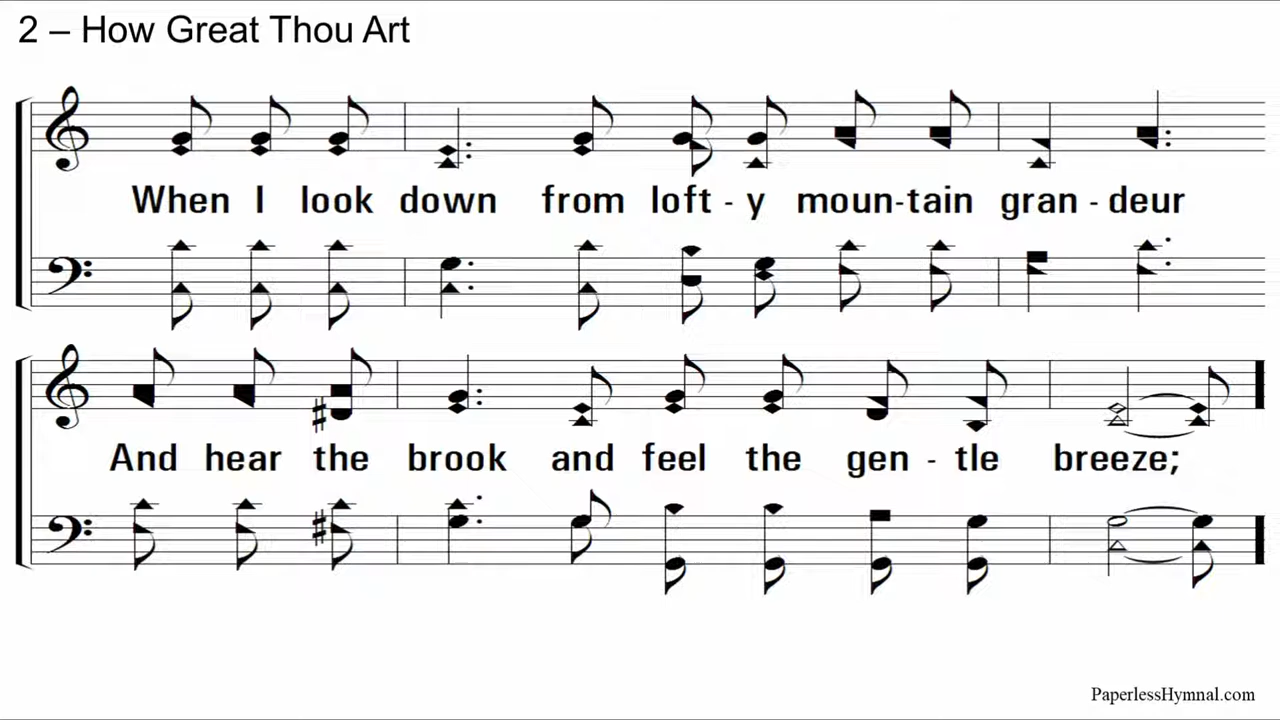 2 – How Great Thou Art
When I look down from loft - y moun-tain gran - deur
And hear the brook and feel the gen - tle breeze;
PaperlessHymnal.com